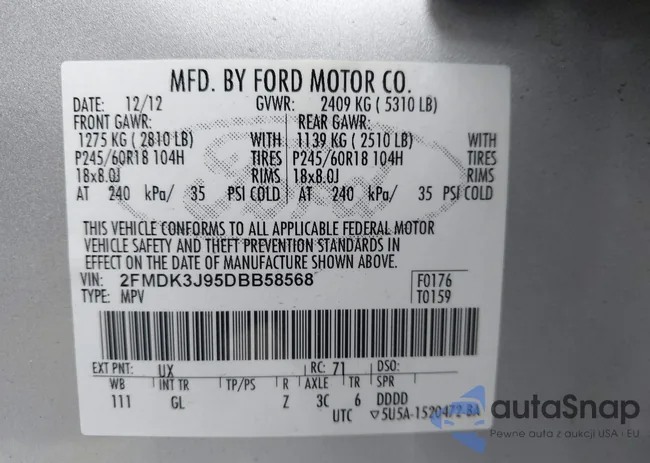 MFD. BY FORD MOTOR CO.
DATE: 12/12 GVWR: 2409 KG ( 5310 LB)
FRONT GAWR: REAR GAWR:
1275 KG ( 2810 LB) WITH 1139 KG ( 2510 LB) WITH
P245/60R18 104H TIRES P245/60R18 104H TIRES
18x8.0J RIMS 18x8.0J RIMS
AT 240 kPa/ 35 PSI COLD AT 240 kPa/ 35 PSI COLD
THIS VEHICLE CONFORMS TO ALL APPLICABLE FEDERAL MOTOR
VEHICLE SAFETY AND THEFT PREVENTION STANDARDS IN
EFFECT ON THE DATE OF MANUFACTURE SHOWN ABOVE.
VIN: 2FMDK3J95DBB58568 F0176
TYPE: MPV T0159
EXT PNT: UX RC: 71 DSO:
WB INT TR TP/PS R AXLE TR SPR
111 GL Z 3C 6 DDDD
UTC ▽5U5A-1520472-BA
autoSnap
Pewne auta z aukcji USA i EU